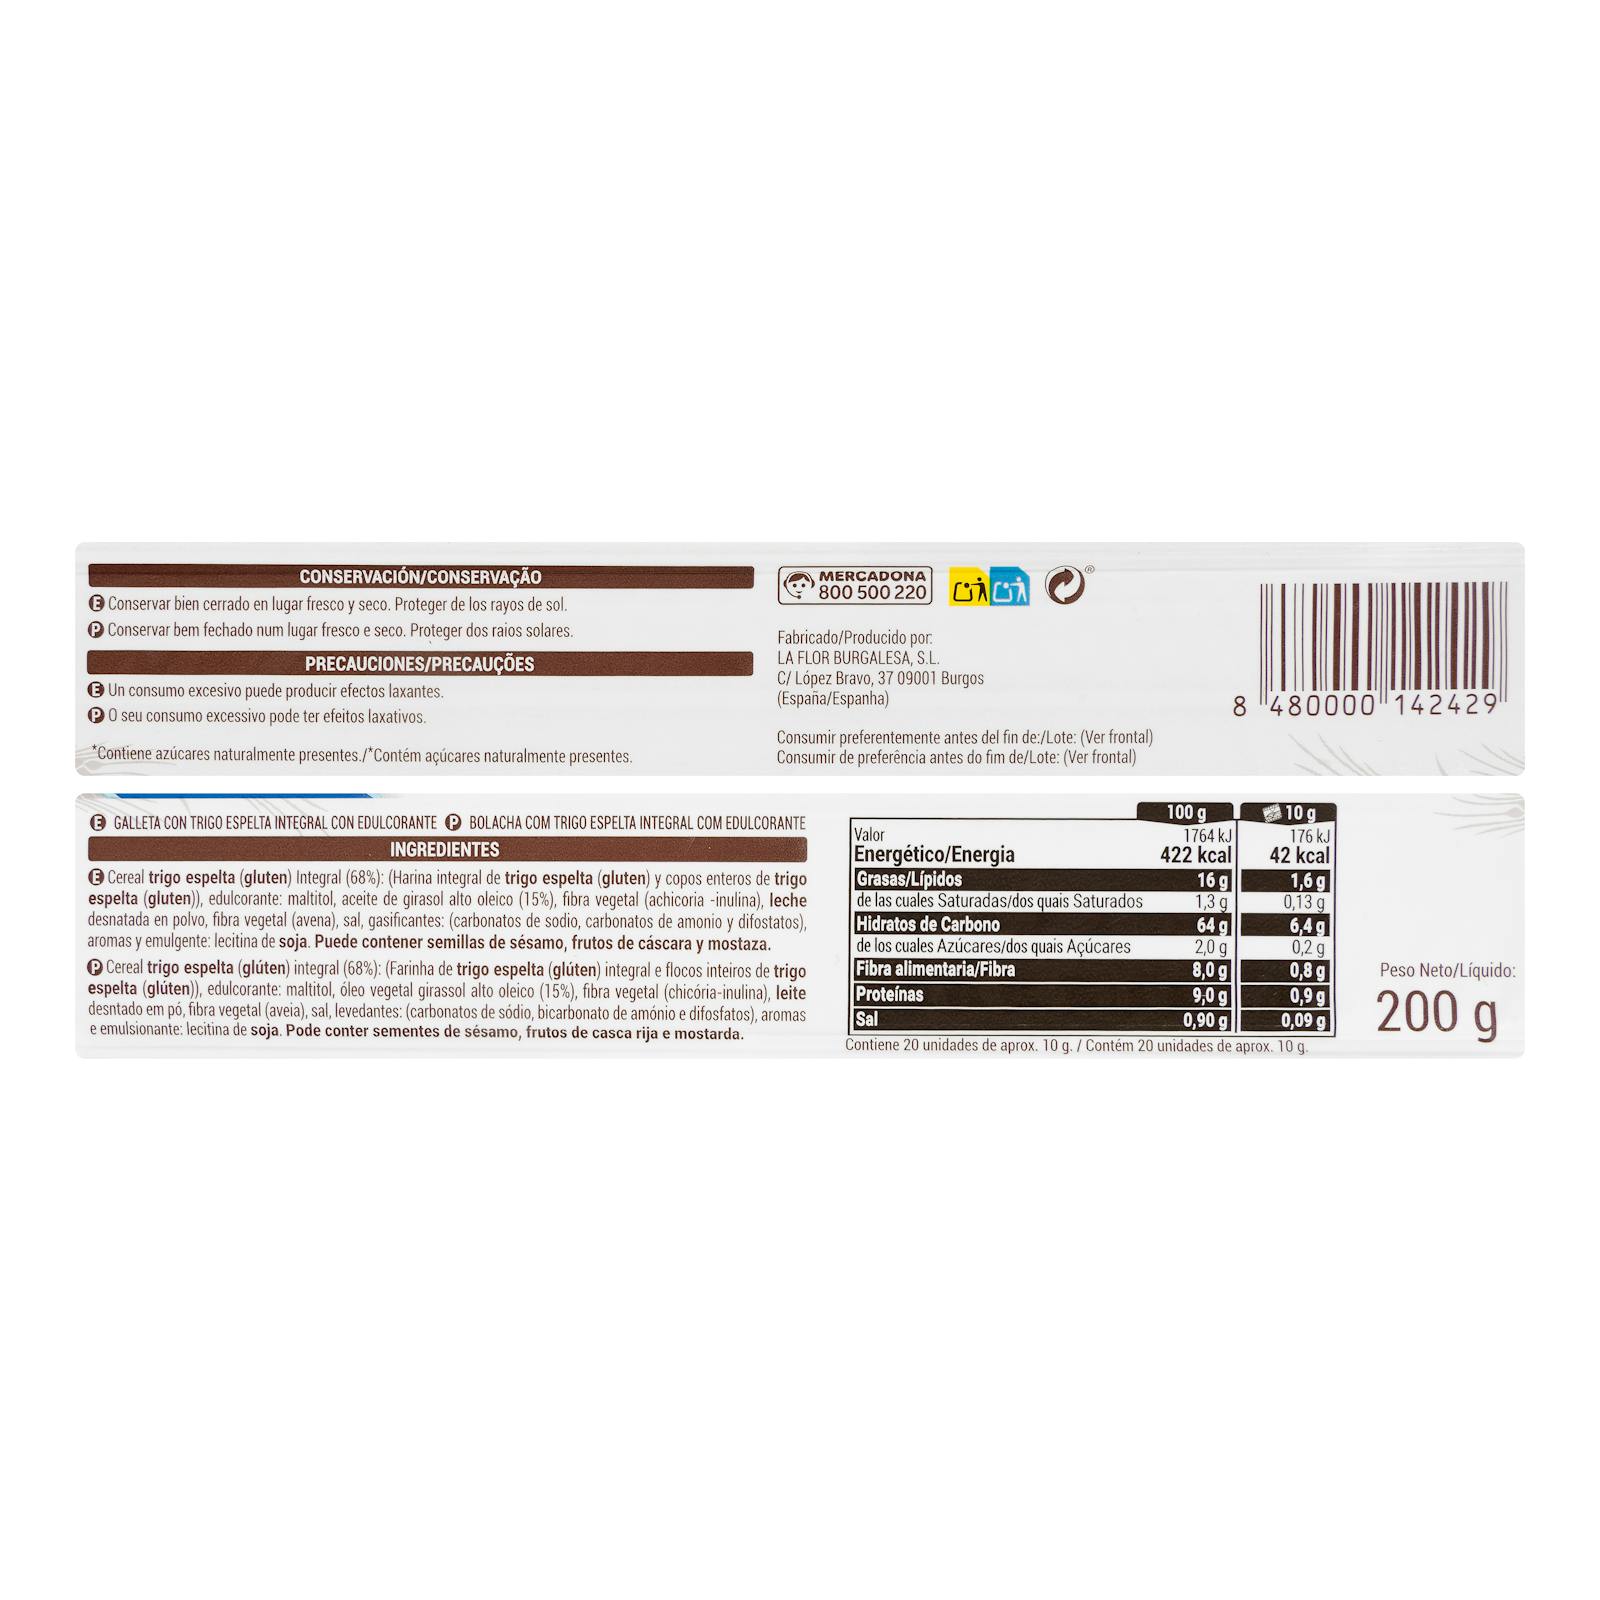 CONSERVACIÓN/CONSERVAÇÃO
E Conservar bien cerrado en lugar fresco y seco. Proteger de los rayos de sol.
P Conservar bem fechado num lugar fresco e seco. Proteger dos raios solares.
PRECAUCIONES/PRECAUÇÕES
E Un consumo excesivo puede producir efectos laxantes.
P O seu consumo excessivo pode ter efeitos laxativos.
*Contiene azúcares naturalmente presentes./*Contém açúcares naturalmente presentes.
MERCADONA
800 500 220
®
Fabricado/Producido por:
LA FLOR BURGALESA, S.L.
C/ López Bravo, 37 09001 Burgos
(España/Espanha)
Consumir preferentemente antes del fin de:/Lote: (Ver frontal)
Consumir de preferência antes do fim de/Lote: (Ver frontal)
8 480000 142429
E GALLETA CON TRIGO ESPELTA INTEGRAL CON EDULCORANTE P BOLACHA COM TRIGO ESPELTA INTEGRAL COM EDULCORANTE
INGREDIENTES
E Cereal trigo espelta (gluten) Integral (68%): (Harina integral de trigo espelta (gluten) y copos enteros de trigo
espelta (gluten)), edulcorante: maltitol, aceite de girasol alto oleico (15%), fibra vegetal (achicoria -inulina), leche
desnatada en polvo, fibra vegetal (avena), sal, gasificantes: (carbonatos de sodio, carbonatos de amonio y difostatos),
aromas y emulgente: lecitina de soja. Puede contener semillas de sésamo, frutos de cáscara y mostaza.
P Cereal trigo espelta (glúten) integral (68%): (Farinha de trigo espelta (glúten) integral e flocos inteiros de trigo
espelta (glúten)), edulcorante: maltitol, óleo vegetal girassol alto oleico (15%), fibra vegetal (chicória-inulina), leite
desntado em pó, fibra vegetal (aveia), sal, levedantes: (carbonatos de sódio, bicarbonato de amónio e difosfatos), aromas
e emulsionante: lecitina de soja. Pode conter sementes de sésamo, frutos de casca rija e mostarda.
100 g 10 g
Valor 1764 kJ 176 kJ
Energético/Energia 422 kcal 42 kcal
Grasas/Lípidos 16 g 1,6 g
de las cuales Saturadas/dos quais Saturados 1,3 g 0,13 g
Hidratos de Carbono 64 g 6,4 g
de los cuales Azúcares/dos quais Açúcares 2,0 g 0,2 g
Fibra alimentaria/Fibra 8,0 g 0,8 g
Proteínas 9,0 g 0,9 g
Sal 0,90 g 0,09 g
Contiene 20 unidades de aprox. 10 g. / Contém 20 unidades de aprox. 10 g.
Peso Neto/Líquido:
200 g